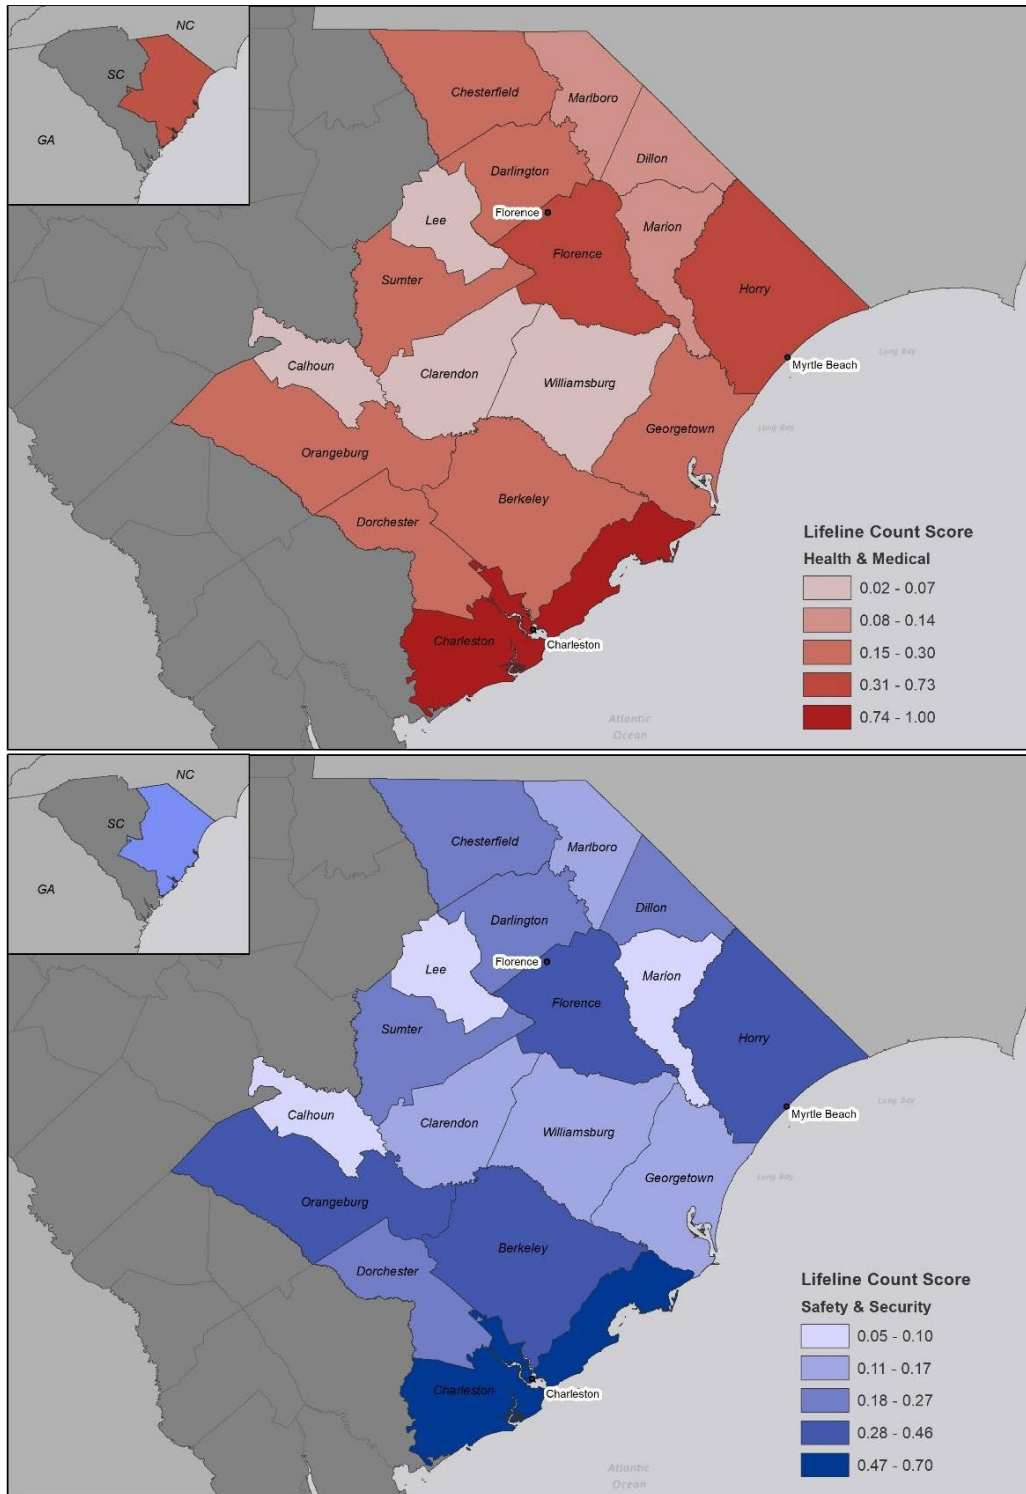 NC
SC
GA
Chesterfield
Marlboro
Dillon
Darlington
Lee
Florence
Marion
Florence
Sumter
Horry
Long Bay
Myrtle Beach
Calhoun
Clarendon
Williamsburg
Long Bay
Georgetown
Orangeburg
Berkeley
Dorchester
Charleston
Charleston
Atlantic
Ocean
Lifeline Count Score
Health & Medical
0.02 - 0.07
0.08 - 0.14
0.15 - 0.30
0.31 - 0.73
0.74 - 1.00
NC
SC
GA
Chesterfield
Marlboro
Dillon
Darlington
Lee
Florence
Marion
Florence
Sumter
Horry
Long Bay
Myrtle Beach
Calhoun
Clarendon
Williamsburg
Long Bay
Georgetown
Orangeburg
Berkeley
Dorchester
Charleston
Charleston
Atlantic
Ocean
Lifeline Count Score
Safety & Security
0.05 - 0.10
0.11 - 0.17
0.18 - 0.27
0.28 - 0.46
0.47 - 0.70